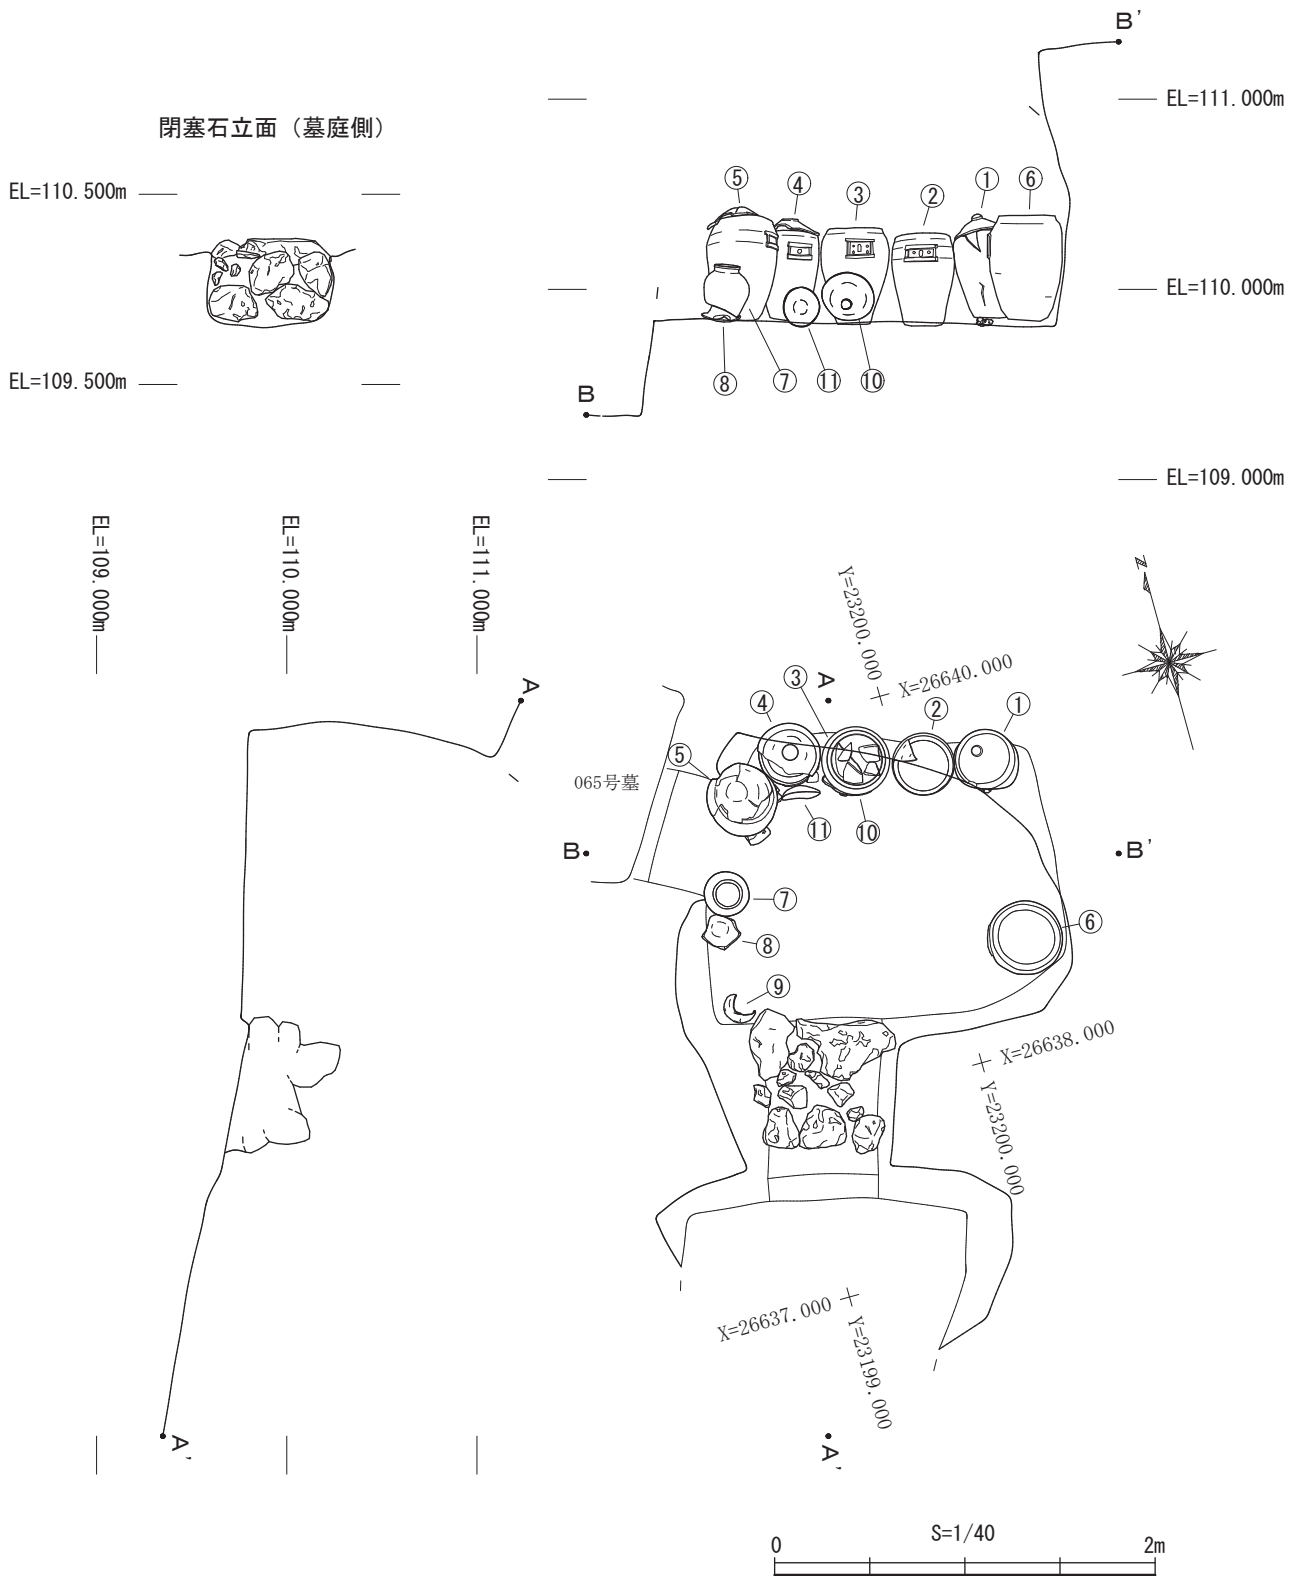 B'
EL=111.000m
閉塞石立面（墓庭側）
EL=110.500m
⑤
④
③
②
①
⑥
EL=110.000m
EL=109.500m
⑧
⑦
⑪
⑩
B
EL=109.000m
EL=109.000m
EL=110.000m
EL=111.000m
N
Y=23200.000
X=26640.000
A
A
③
④
②
①
⑤
065号墓
⑪
⑩
B
B'
⑦
⑥
⑧
⑨
X=26638.000
Y=23200.000
X=26637.000
Y=23199.000
A'
A'
S=1/40
0
2m